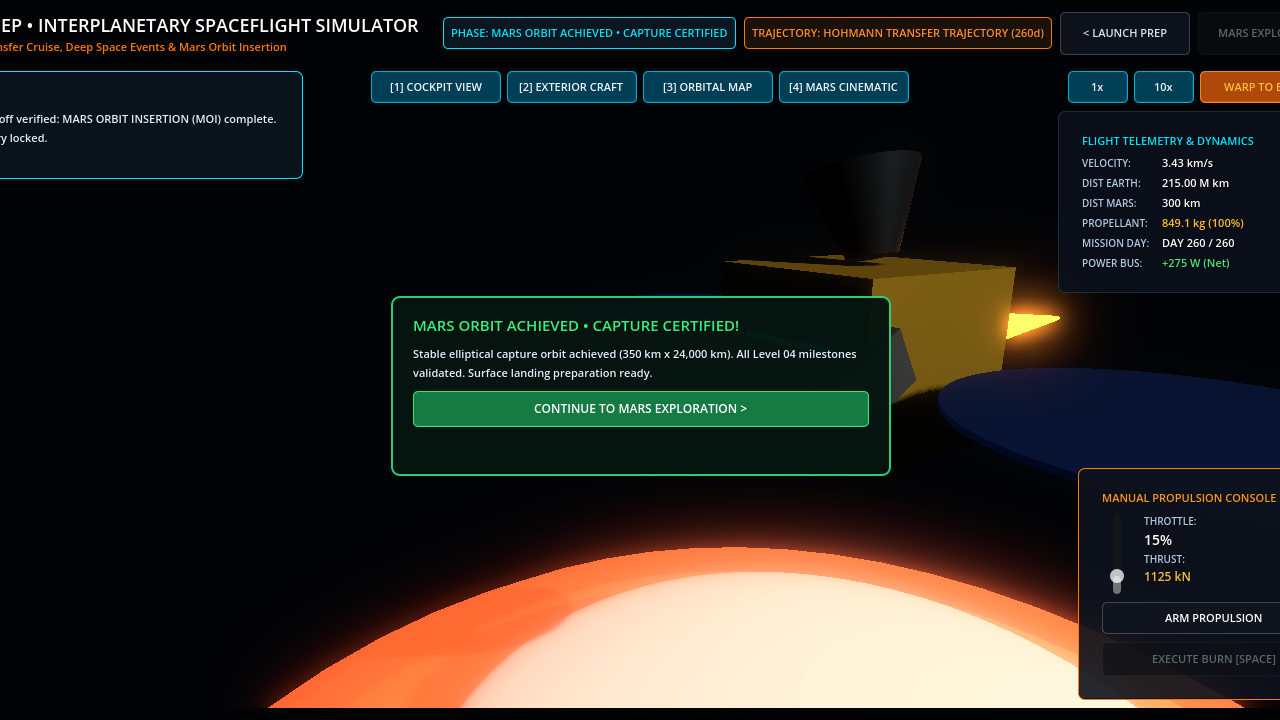 EP • INTERPLANETARY SPACEFLIGHT SIMULATOR
nsfer Cruise, Deep Space Events & Mars Orbit Insertion
PHASE: MARS ORBIT ACHIEVED • CAPTURE CERTIFIED
TRAJECTORY: HOHMANN TRANSFER TRAJECTORY (260d)
< LAUNCH PREP
MARS EXPLO
[1] COCKPIT VIEW
[2] EXTERIOR CRAFT
[3] ORBITAL MAP
[4] MARS CINEMATIC
1x
10x
WARP TO E
off verified: MARS ORBIT INSERTION (MOI) complete.
y locked.
FLIGHT TELEMETRY & DYNAMICS
VELOCITY: 3.43 km/s
DIST EARTH: 215.00 M km
DIST MARS: 300 km
PROPELLANT: 849.1 kg (100%)
MISSION DAY: DAY 260 / 260
POWER BUS: +275 W (Net)
MARS ORBIT ACHIEVED • CAPTURE CERTIFIED!
Stable elliptical capture orbit achieved (350 km x 24,000 km). All Level 04 milestones
validated. Surface landing preparation ready.
CONTINUE TO MARS EXPLORATION >
MANUAL PROPULSION CONSOLE
THROTTLE:
15%
THRUST:
1125 kN
ARM PROPULSION
EXECUTE BURN [SPACE]